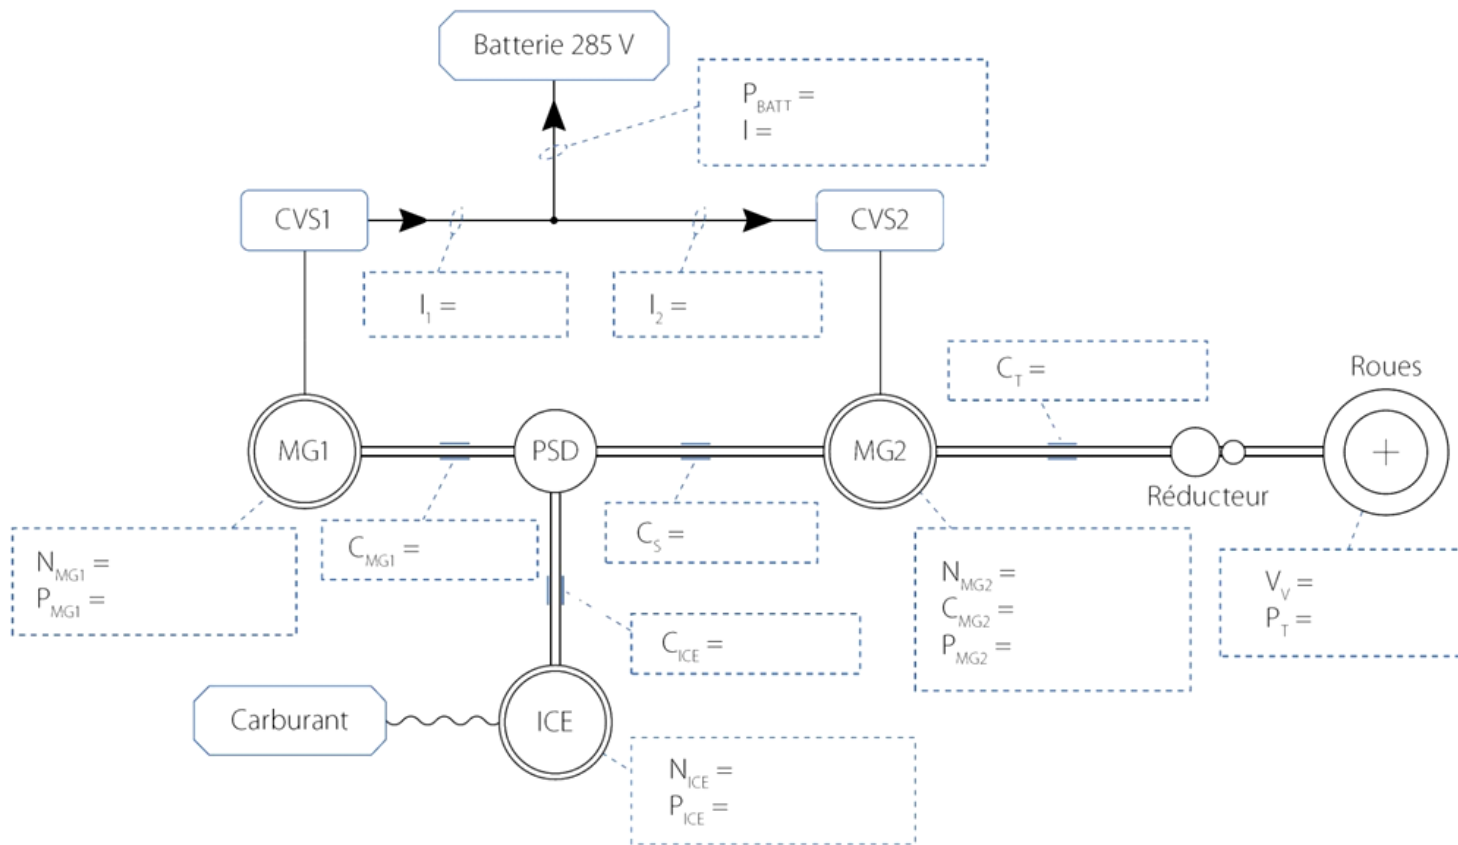 Batterie 285 V
P_BATT =
I =
CVS1
CVS2
I_1 =
I_2 =
C_T =
Roues
MG1
PSD
MG2
Réducteur
N_MG1 =
P_MG1 =
C_MG1 =
C_S =
N_MG2 =
C_MG2 =
P_MG2 =
V_V =
P_T =
C_ICE =
Carburant
ICE
N_ICE =
P_ICE =